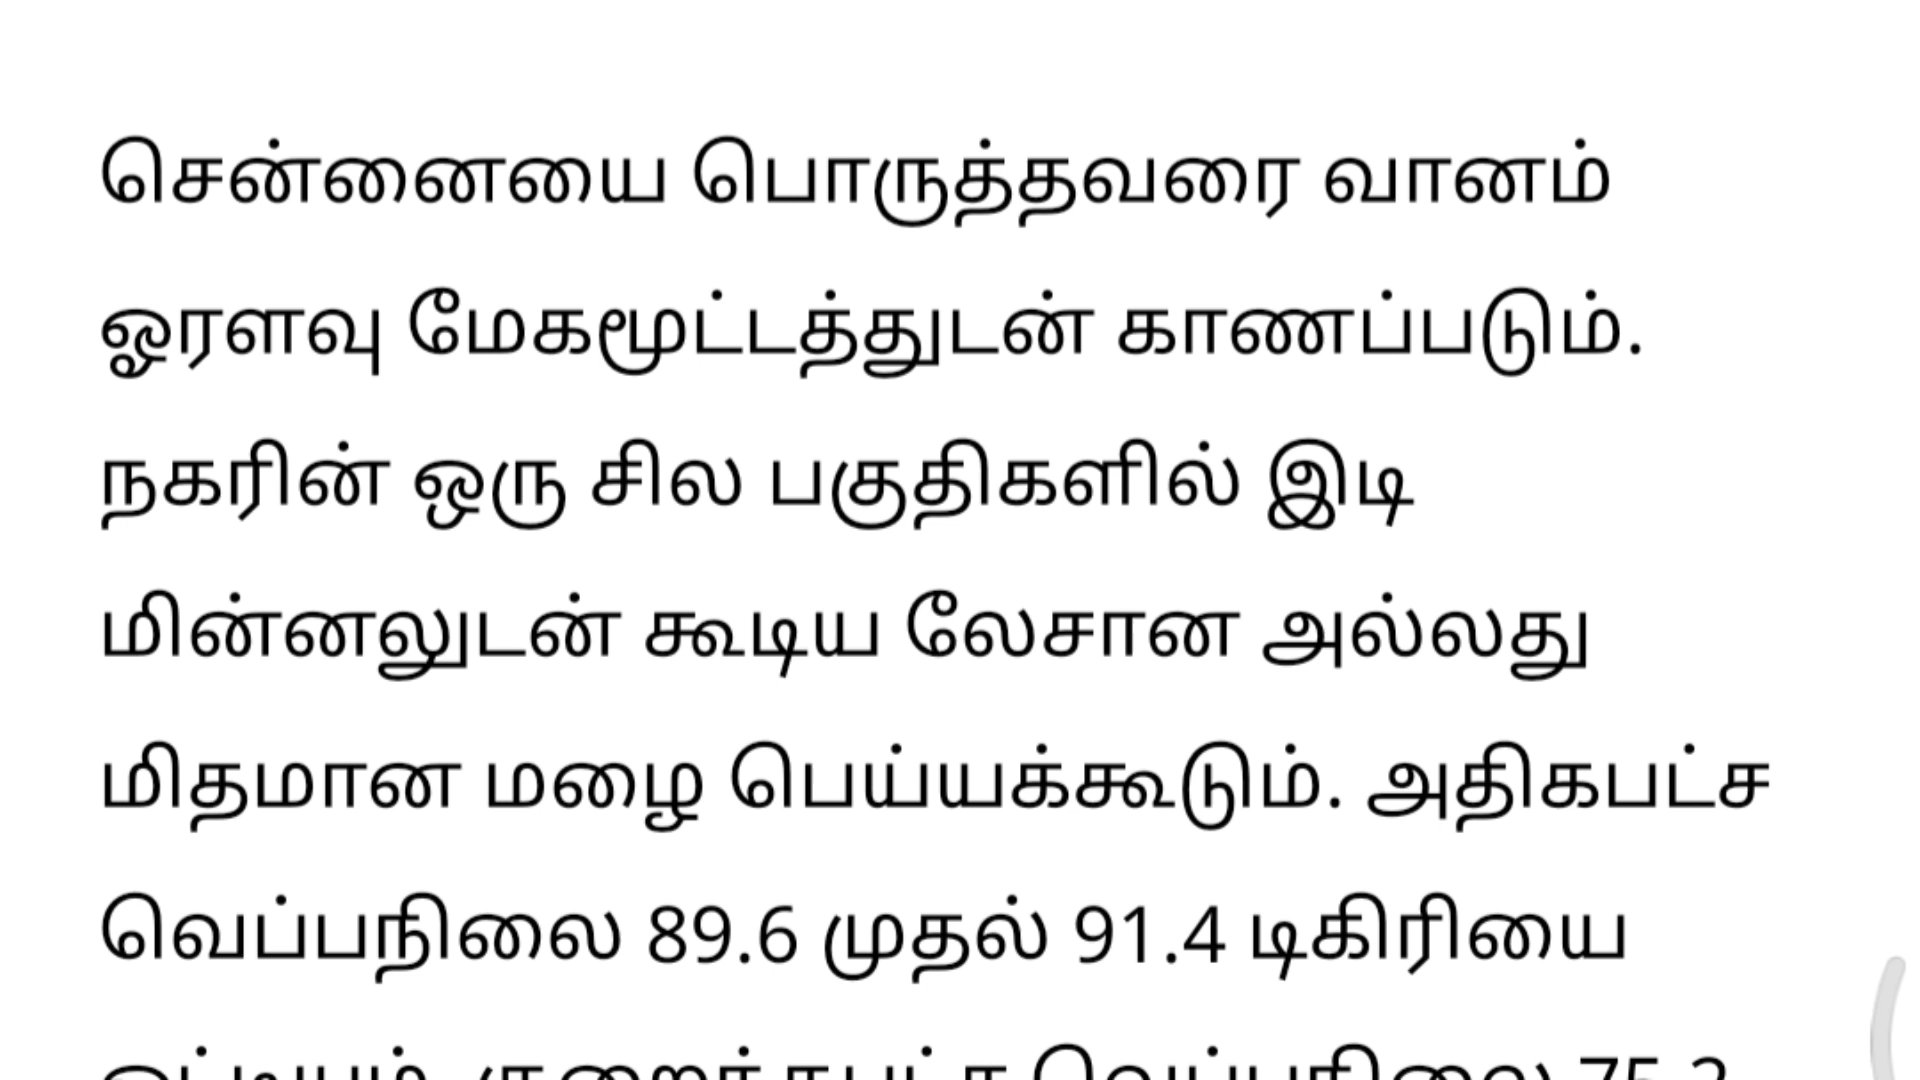 சென்னையை பொருத்தவரை வானம்
ஓரளவு மேகமூட்டத்துடன் காணப்படும்.
நகரின் ஒரு சில பகுதிகளில் இடி
மின்னலுடன் கூடிய லேசான அல்லது
மிதமான மழை பெய்யக்கூடும். அதிகபட்ச
வெப்பநிலை 89.6 முதல் 91.4 டிகிரியை